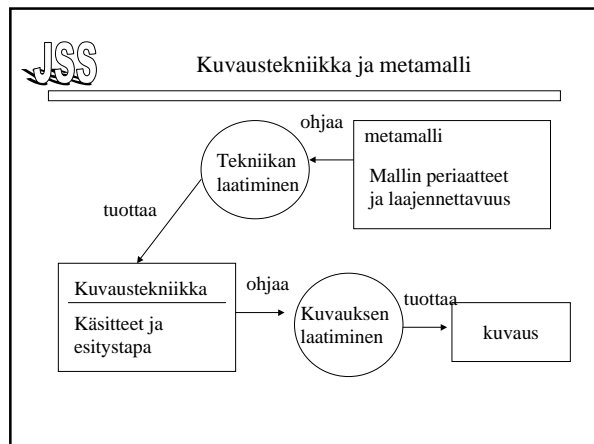 JSS
Kuvaustekniikka ja metamalli
ohjaa
metamalli
Mallin periaatteet
ja laajennettavuus
Tekniikan
laatiminen
tuottaa
Kuvaustekniikka
Käsitteet ja
esitystapa
ohjaa
Kuvauksen
laatiminen
tuottaa
kuvaus